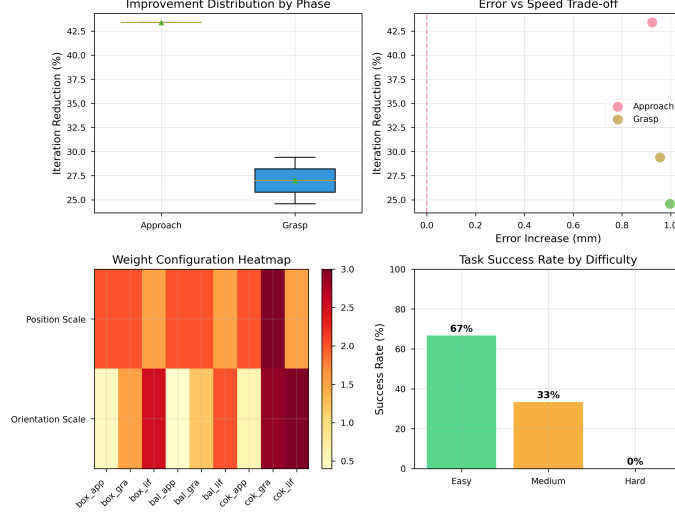 Improvement Distribution by Phase
Iteration Reduction (%)
42.5
40.0
37.5
35.0
32.5
30.0
27.5
25.0
Approach
Grasp
Error vs Speed Trade-off
Iteration Reduction (%)
42.5
40.0
37.5
35.0
32.5
30.0
27.5
25.0
Approach
Grasp
0.0
0.2
0.4
0.6
0.8
1.0
Error Increase (mm)
Weight Configuration Heatmap
Position Scale
Orientation Scale
box_app
box_gra
box_lif
bal_app
bal_gra
bal_lif
cok_app
cok_gra
cok_lif
3.0
2.5
2.0
1.5
1.0
0.5
Task Success Rate by Difficulty
Success Rate (%)
100
80
60
40
20
0
67%
33%
0%
Easy
Medium
Hard